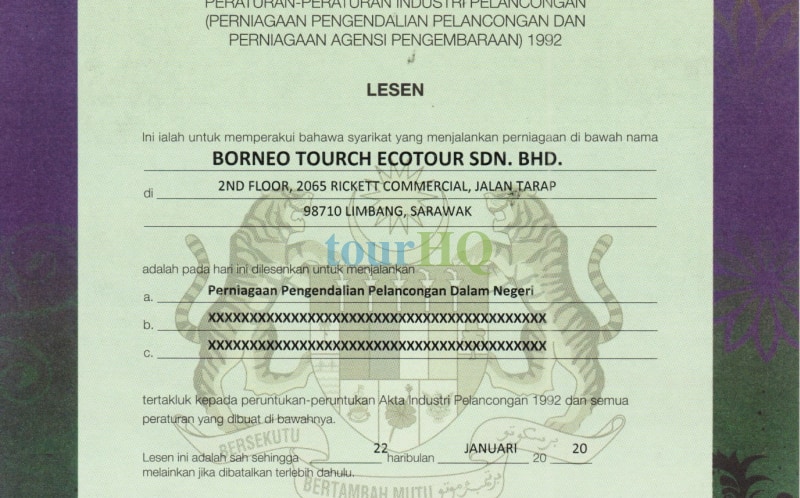 PERATURAN-PERATURAN INDUSTRI PELANCONGAN
(PERNIAGAAN PENGENDALIAN PELANCONGAN DAN
PERNIAGAAN AGENSI PENGEMBARAAN) 1992
LESEN
Ini ialah untuk memperakui bahawa syarikat yang menjalankan perniagaan di bawah nama
BORNEO TOURCH ECOTOUR SDN. BHD.
di 2ND FLOOR, 2065 RICKETT COMMERCIAL, JALAN TARAP
98710 LIMBANG, SARAWAK
tourHQ
adalah pada hari ini dilesenkan untuk menjalankan
a. Perniagaan Pengendalian Pelancongan Dalam Negeri
b. XXXXXXXXXXXXXXXXXXXXXXXXXXXXXXXXXXXXXXXXX
c. XXXXXXXXXXXXXXXXXXXXXXXXXXXXXXXXXXXXXXXXX
tertakluk kepada peruntukan-peruntukan Akta Industri Pelancongan 1992 dan semua
peraturan yang dibuat di bawahnya.
BERSEKUTU
Lesen ini adalah sah sehingga 22 haribulan JANUARI 20 20
melainkan jika dibatalkan terlebih dahulu.
BERTAMBAH MUTU